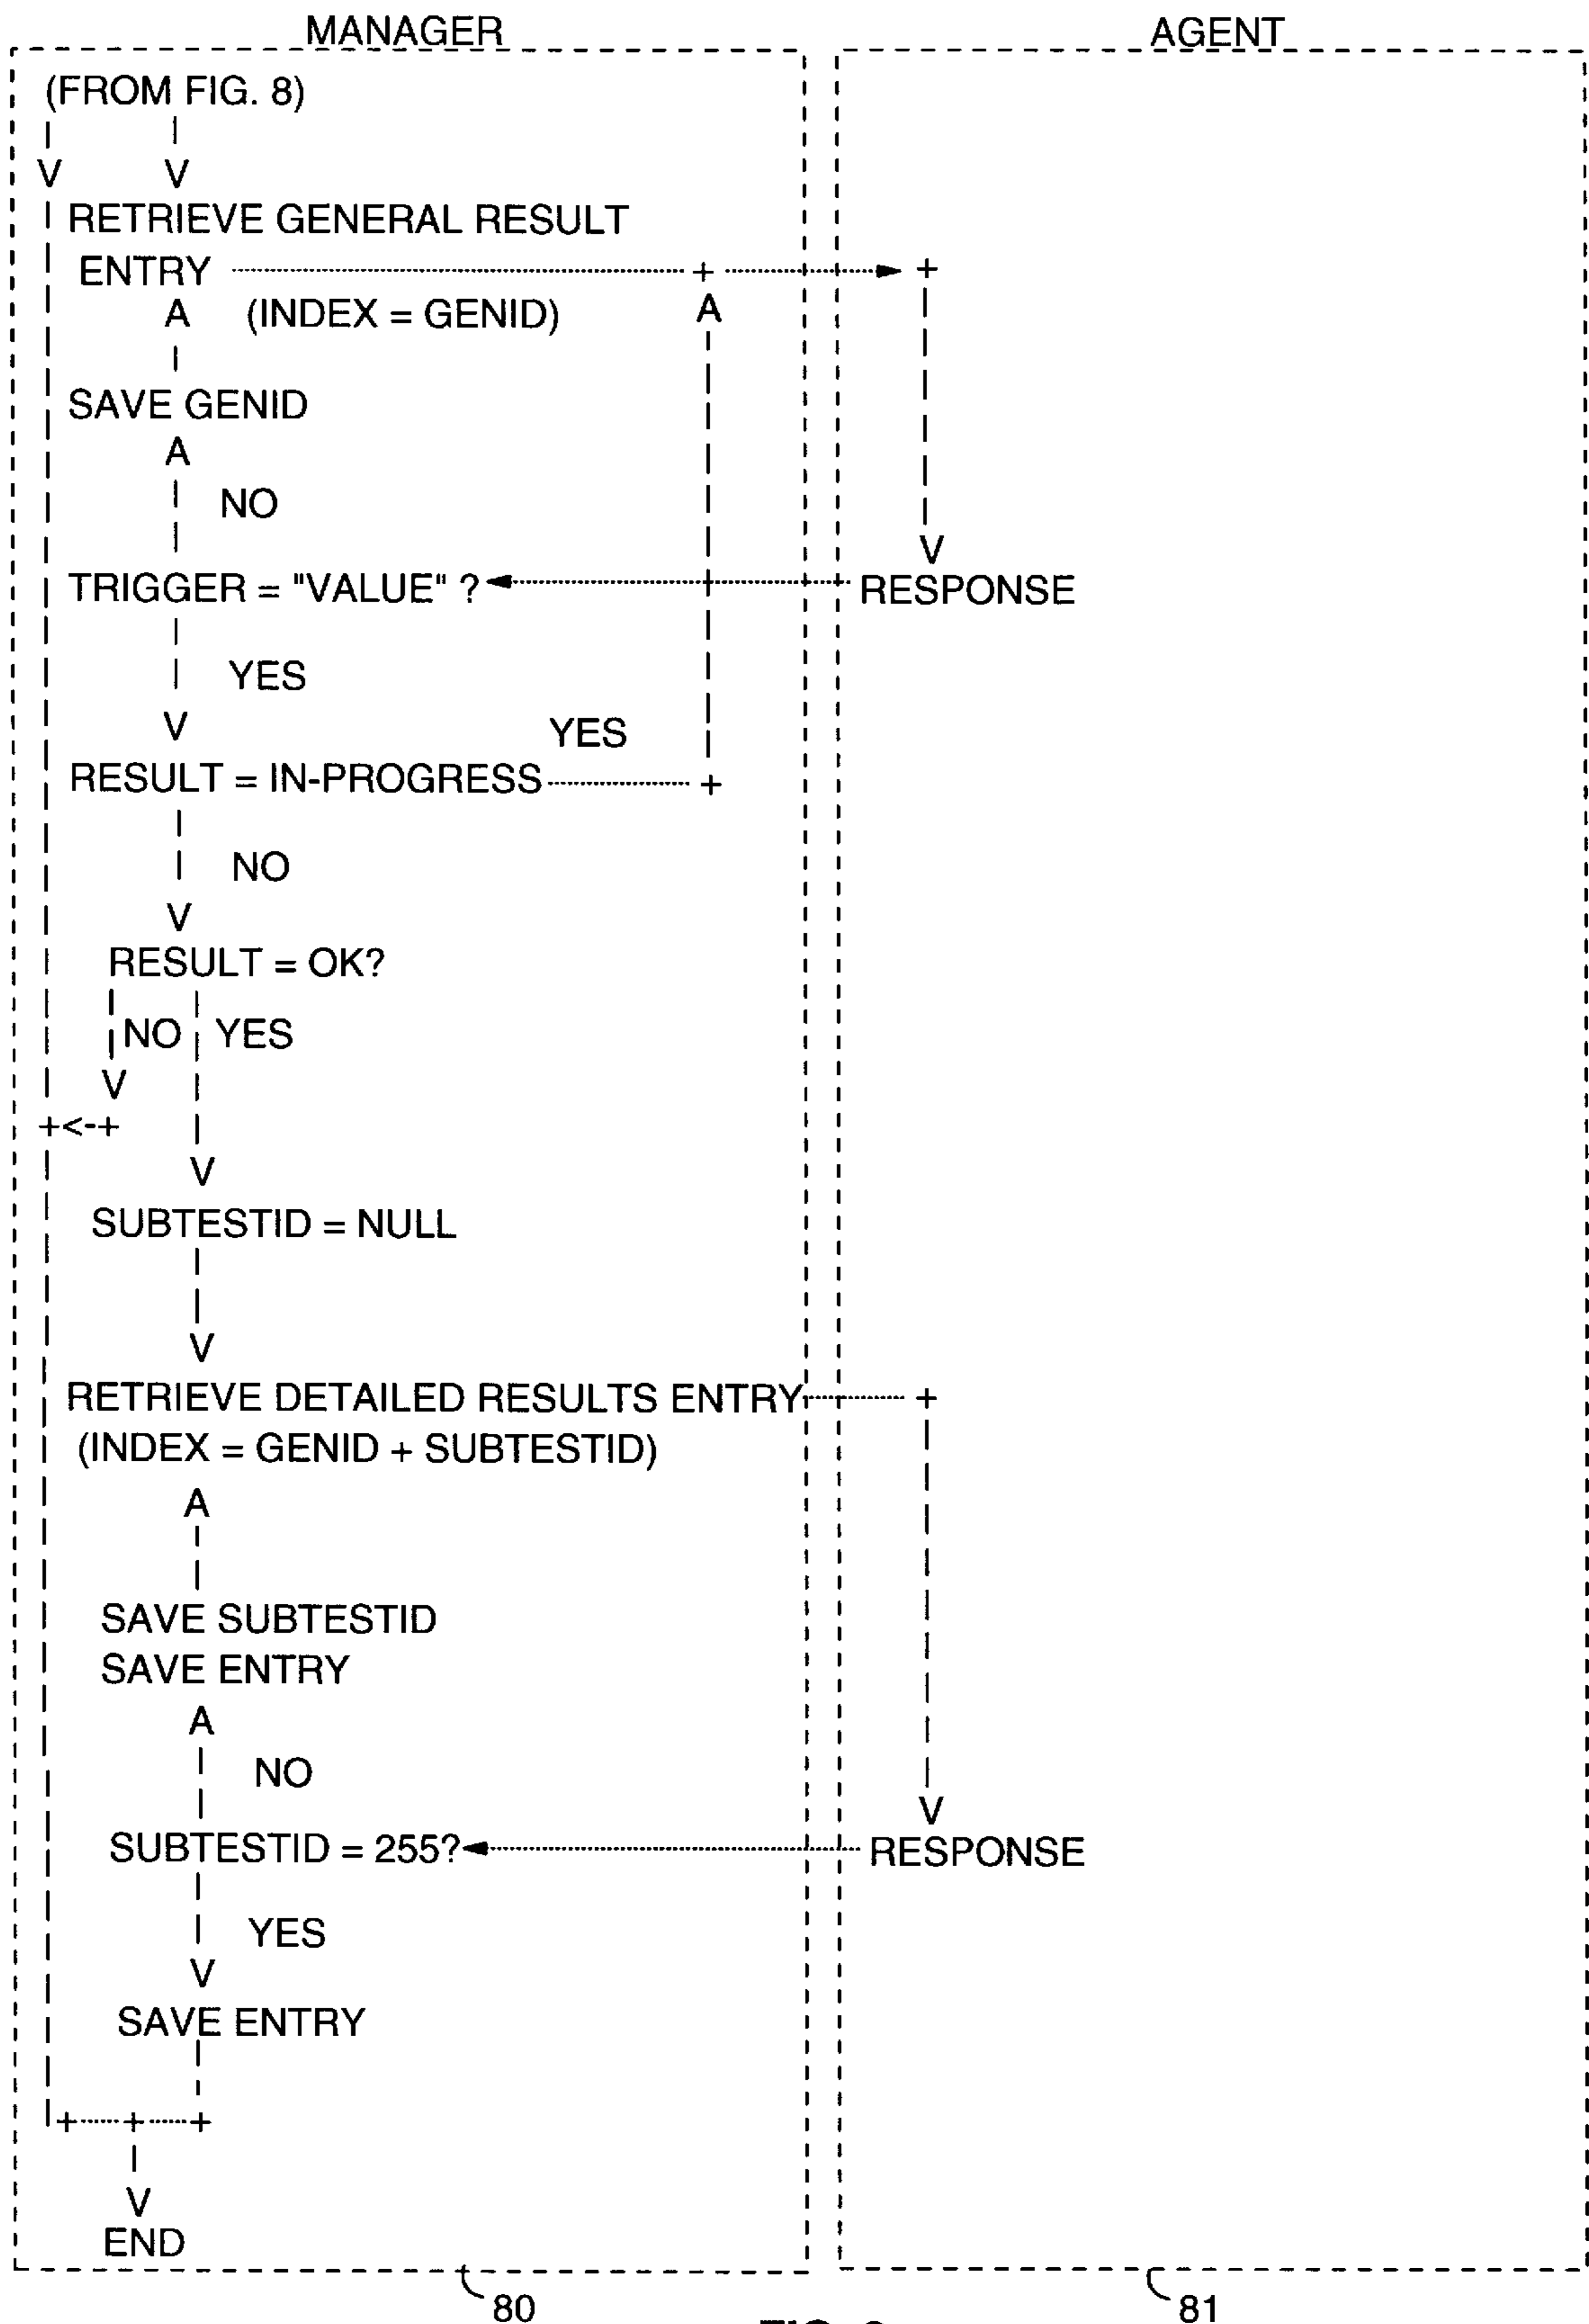 MANAGER
AGENT
(FROM FIG. 8)
RETRIEVE GENERAL RESULT
ENTRY
(INDEX = GENID)
SAVE GENID
NO
TRIGGER = "VALUE" ?
RESPONSE
YES
YES
RESULT = IN-PROGRESS
NO
RESULT = OK?
NO
YES
SUBTESTID = NULL
RETRIEVE DETAILED RESULTS ENTRY
(INDEX = GENID + SUBTESTID)
SAVE SUBTESTID
SAVE ENTRY
NO
SUBTESTID = 255?
RESPONSE
YES
SAVE ENTRY
END
80
81